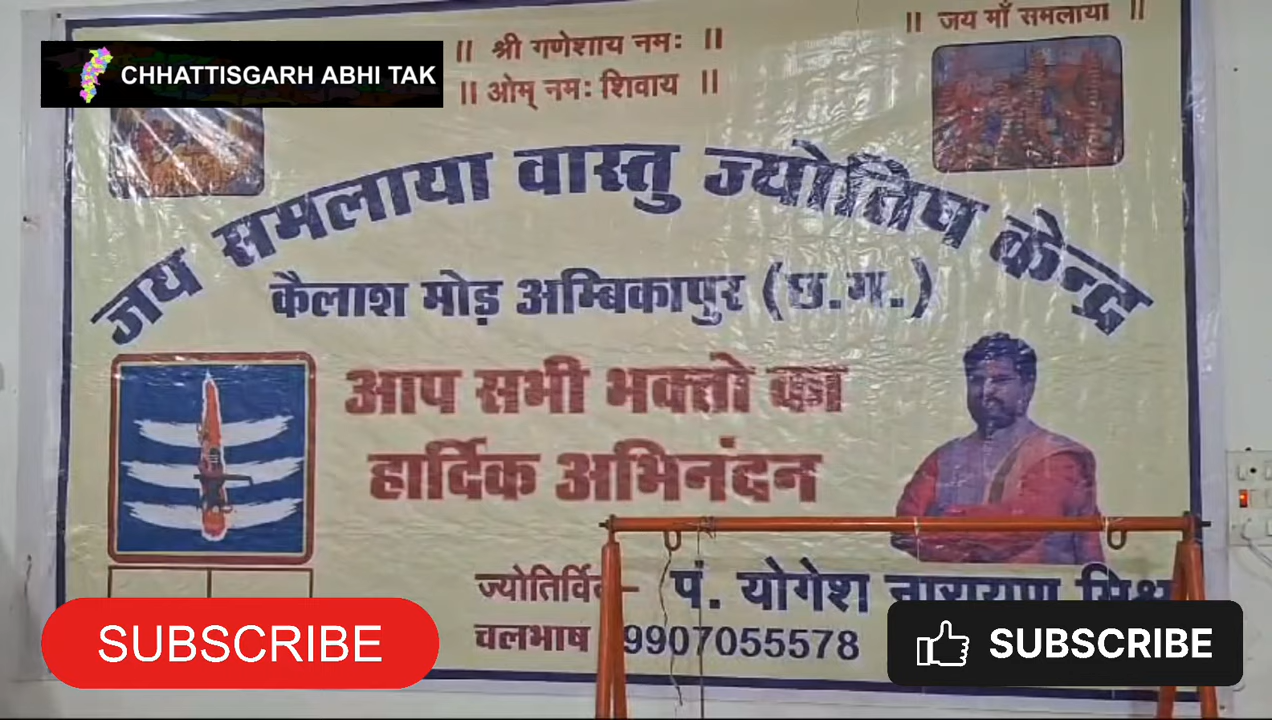 CHHATTISGARH ABHI TAK
|| श्री गणेशाय नमः ||
|| ओम् नमः शिवाय ||
|| जय माँ समलाया ||
जय समलाया वास्तु ज्योतिष केन्द्र
कैलाश मोड़ अम्बिकापुर (छ.ग.)
आप सभी भक्तो का
हार्दिक अभिनंदन
ज्योतिर्विद– पं. योगेश नारायण मिश्र
चलभाष 9907055578
SUBSCRIBE
SUBSCRIBE